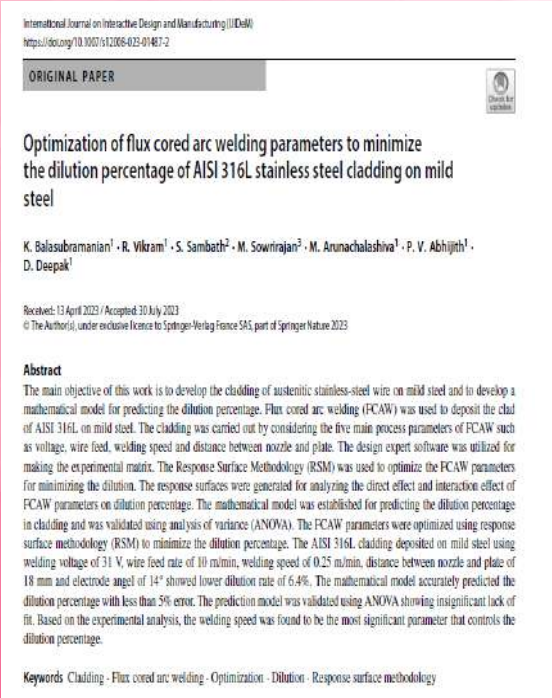 International Journal on Interactive Design and Manufacturing (IJIDeM)
https://doi.org/10.1007/s12008-023-01487-2
ORIGINAL PAPER
Check for
updates
Optimization of flux cored arc welding parameters to minimize
the dilution percentage of AISI 316L stainless steel cladding on mild
steel
K. Balasubramanian¹ · R. Vikram¹ · S. Sambath² · M. Sowrirajan³ · M. Arunachalashiva¹ · P. V. Abhijith¹ ·
D. Deepak¹
Received: 13 April 2023 / Accepted: 30 July 2023
© The Author(s), under exclusive licence to Springer-Verlag France SAS, part of Springer Nature 2023
Abstract
The main objective of this work is to develop the cladding of austenitic stainless-steel wire on mild steel and to develop a
mathematical model for predicting the dilution percentage. Flux cored arc welding (FCAW) was used to deposit the clad
of AISI 316L on mild steel. The cladding was carried out by considering the five main process parameters of FCAW such
as voltage, wire feed, welding speed and distance between nozzle and plate. The design expert software was utilized for
making the experimental matrix. The Response Surface Methodology (RSM) was used to optimize the FCAW parameters
for minimizing the dilution. The response surfaces were generated for analyzing the direct effect and interaction effect of
FCAW parameters on dilution percentage. The mathematical model was established for predicting the dilution percentage
in cladding and was validated using analysis of variance (ANOVA). The FCAW parameters were optimized using response
surface methodology (RSM) to minimize the dilution percentage. The AISI 316L cladding deposited on mild steel using
welding voltage of 31 V, wire feed rate of 10 m/min, welding speed of 0.25 m/min, distance between nozzle and plate of
18 mm and electrode angel of 14° showed lower dilution rate of 6.4%. The mathematical model accurately predicted the
dilution percentage with less than 5% error. The prediction model was validated using ANOVA showing insignificant lack of
fit. Based on the experimental analysis, the welding speed was found to be the most significant parameter that controls the
dilution percentage.
Keywords Cladding · Flux cored arc welding · Optimization · Dilution · Response surface methodology